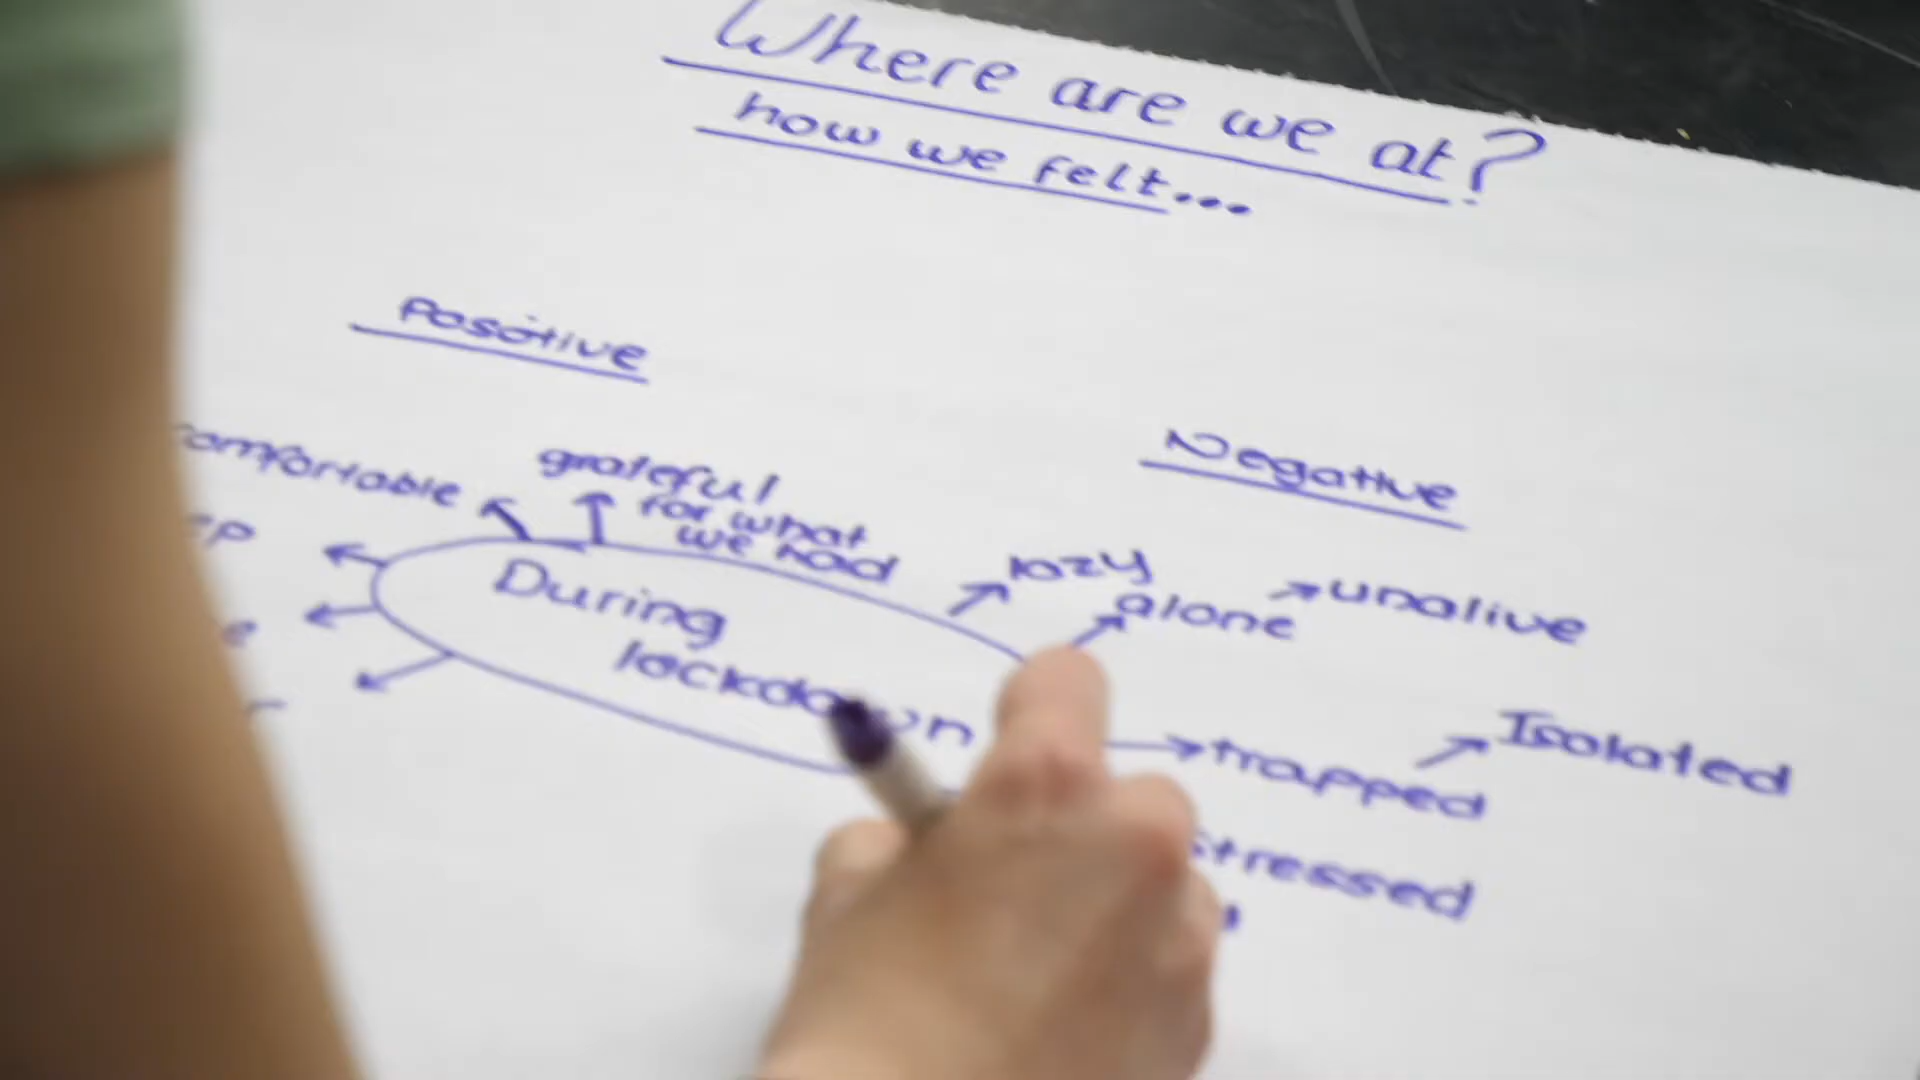 Where are we at?
how we felt...
Positive
Negative
comfortable
grateful
for what
we had
lazy
alone
unalive
During
lockdown
trapped
Isolated
stressed